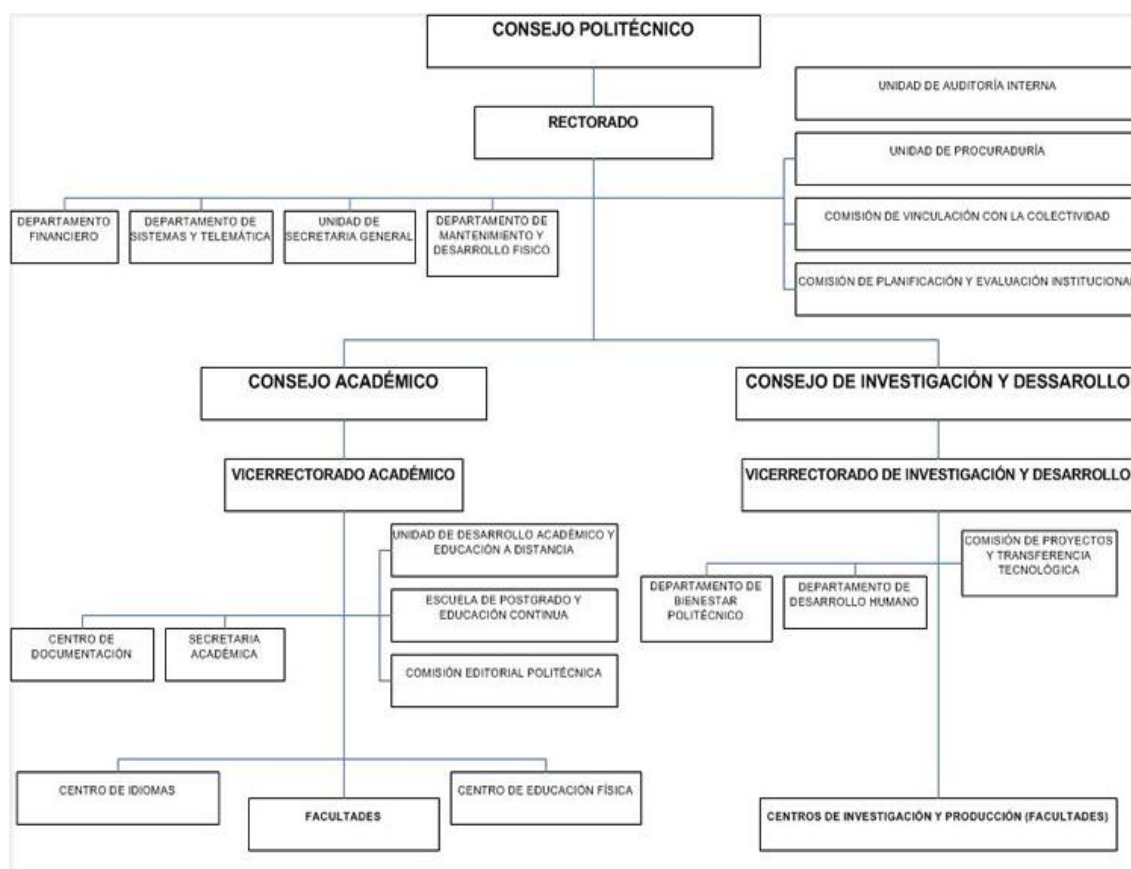 CONSEJO POLITÉCNICO
UNIDAD DE AUDITORÍA INTERNA
RECTORADO
UNIDAD DE PROCURADURÍA
DEPARTAMENTO
FINANCIERO
DEPARTAMENTO DE
SISTEMAS Y TELEMÁTICA
UNIDAD DE
SECRETARIA GENERAL
DEPARTAMENTO DE
MANTENIMIENTO Y
DESARROLLO FISICO
COMISIÓN DE VINCULACIÓN CON LA COLECTIVIDAD
COMISIÓN DE PLANIFICACIÓN Y EVALUACIÓN INSTITUCIONAL
CONSEJO ACADÉMICO
CONSEJO DE INVESTIGACIÓN Y DESSAROLLO
VICERRECTORADO ACADÉMICO
VICERRECTORADO DE INVESTIGACIÓN Y DESARROLLO
UNIDAD DE DESARROLLO ACADÉMICO Y
EDUCACIÓN A DISTANCIA
COMISIÓN DE PROYECTOS
Y TRANSFERENCIA
TECNOLÓGICA
DEPARTAMENTO DE
BIENESTAR
POLITÉCNICO
DEPARTAMENTO DE
DESARROLLO HUMANO
ESCUELA DE POSTGRADO Y
EDUCACIÓN CONTINUA
CENTRO DE
DOCUMENTACIÓN
SECRETARIA
ACADÉMICA
COMISIÓN EDITORIAL POLITÉCNICA
CENTRO DE IDIOMAS
FACULTADES
CENTRO DE EDUCACIÓN FÍSICA
CENTROS DE INVESTIGACIÓN Y PRODUCCIÓN (FACULTADES)